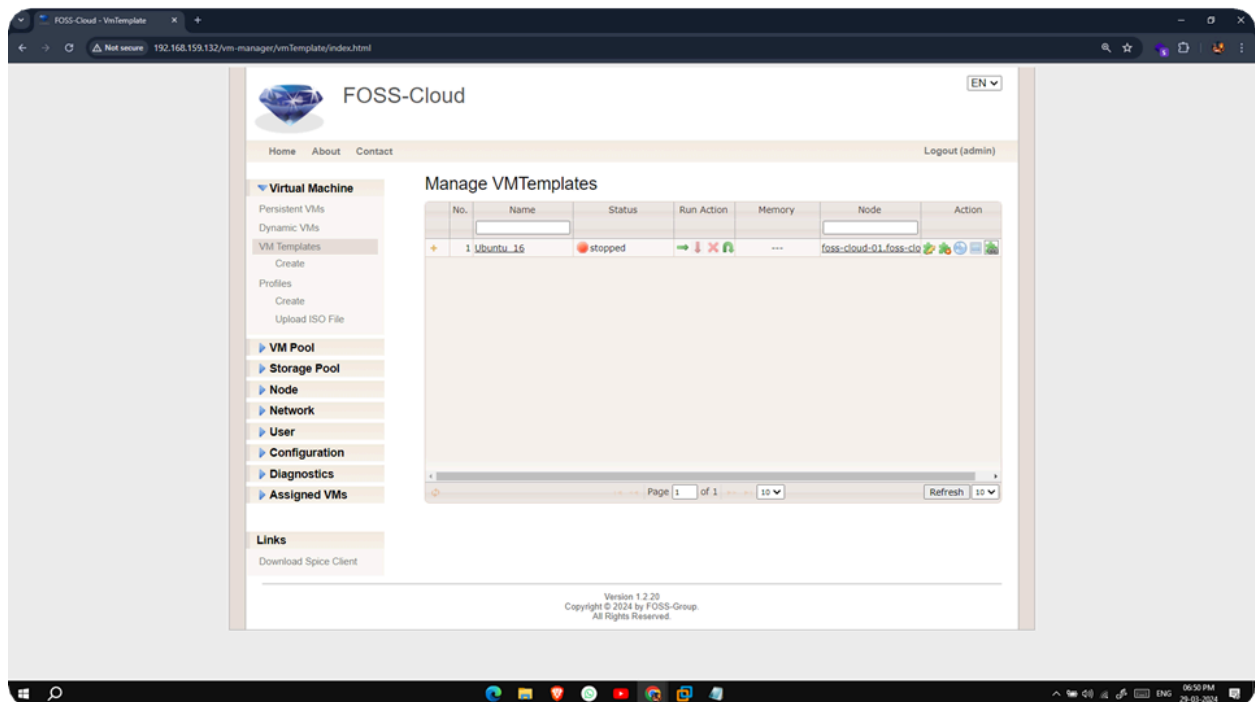 FOSS-Cloud - VmTemplate
Not secure 192.168.159.132/vm-manager/vmTemplate/index.html
FOSS-Cloud
EN
Home About Contact Logout (admin)
Virtual Machine
Persistent VMs
Dynamic VMs
VM Templates
Create
Profiles
Create
Upload ISO File
VM Pool
Storage Pool
Node
Network
User
Configuration
Diagnostics
Assigned VMs
Links
Download Spice Client
Manage VMTemplates
No. Name Status Run Action Memory Node Action
1 Ubuntu_16 stopped --- foss-cloud-01.foss-clo
Page 1 of 1 10 Refresh 10
Version 1.2.20
Copyright © 2024 by FOSS-Group.
All Rights Reserved.
ENG 06:50 PM
29-03-2024